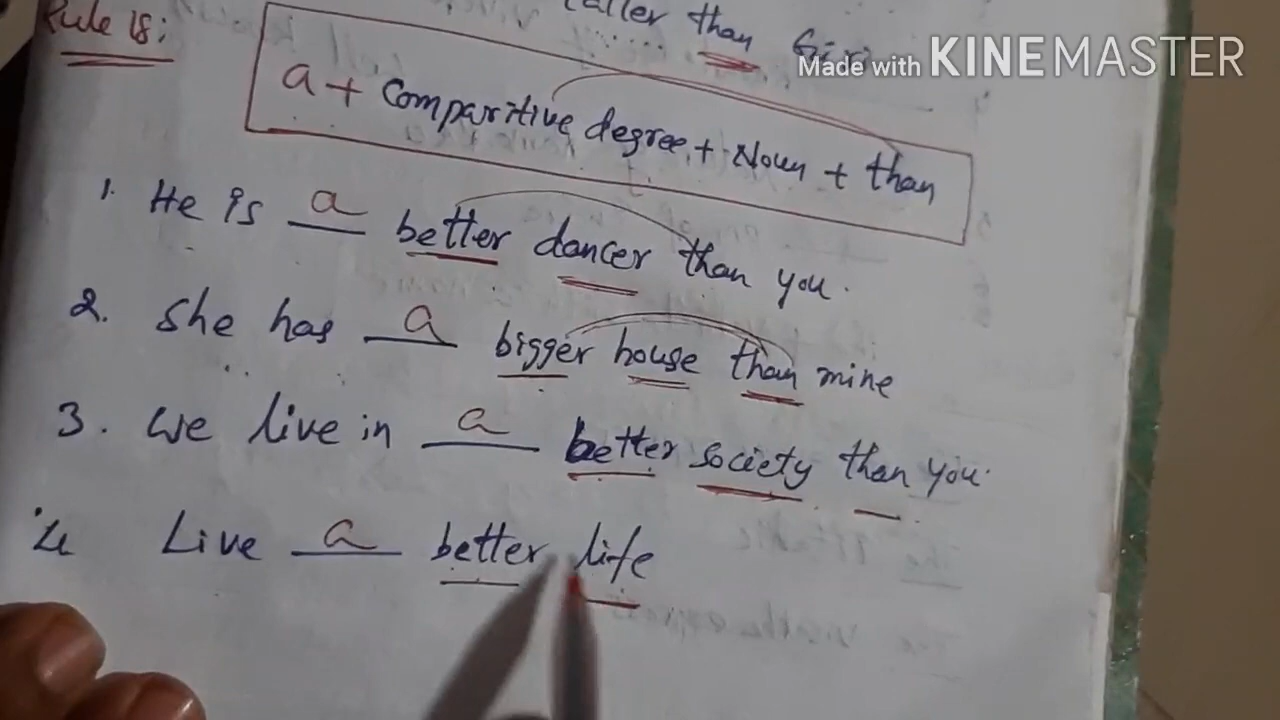 taller than
Rule 18:
Made with KINEMASTER
a + Comparitive degree + Noun + than
1. He is a better dancer than you.
2. She has a bigger house than mine
3. We live in a better society than you.
4 Live a better life